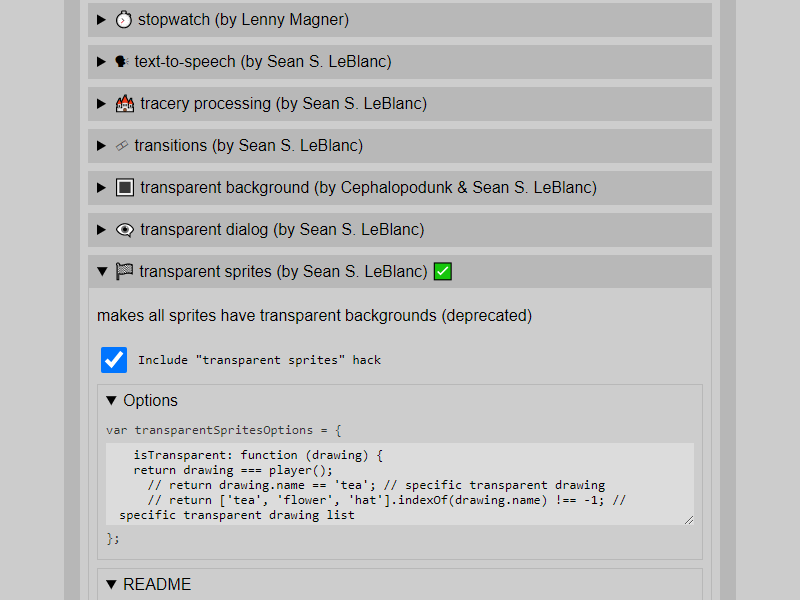 stopwatch (by Lenny Magner)
text-to-speech (by Sean S. LeBlanc)
tracery processing (by Sean S. LeBlanc)
transitions (by Sean S. LeBlanc)
transparent background (by Cephalopodunk & Sean S. LeBlanc)
transparent dialog (by Sean S. LeBlanc)
transparent sprites (by Sean S. LeBlanc)
makes all sprites have transparent backgrounds (deprecated)
Include "transparent sprites" hack
Options
var transparentSpritesOptions = {
isTransparent: function (drawing) {
return drawing === player();
// return drawing.name == 'tea'; // specific transparent drawing
// return ['tea', 'flower', 'hat'].indexOf(drawing.name) !== -1; //
specific transparent drawing list
};
README